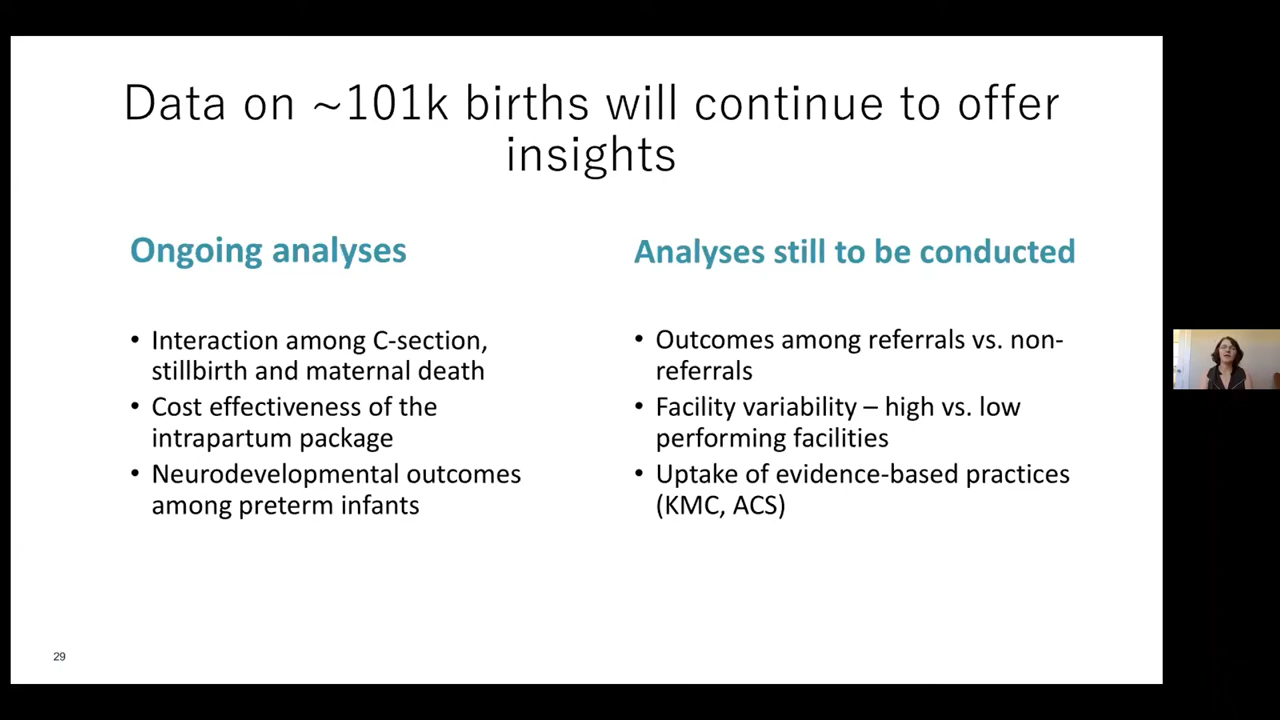 Data on ~101k births will continue to offer
insights
Ongoing analyses
• Interaction among C-section,
stillbirth and maternal death
• Cost effectiveness of the
intrapartum package
• Neurodevelopmental outcomes
among preterm infants
Analyses still to be conducted
• Outcomes among referrals vs. non-
referrals
• Facility variability – high vs. low
performing facilities
• Uptake of evidence-based practices
(KMC, ACS)
29